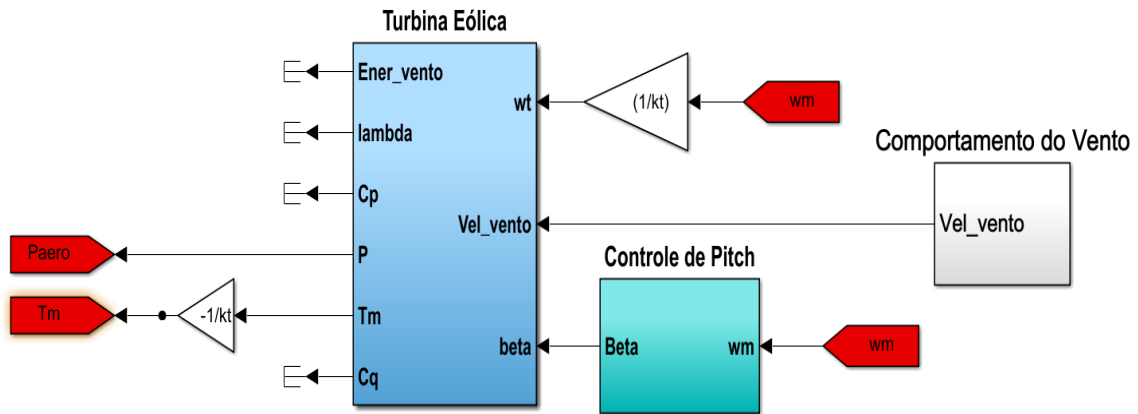 Turbina Eólica
Ener_vento
lambda
Cp
P
Tm
Cq
wt
Vel_vento
beta
(1/kt)
wm
Comportamento do Vento
Vel_vento
Controle de Pitch
Beta
wm
wm
Paero
Tm
-1/kt